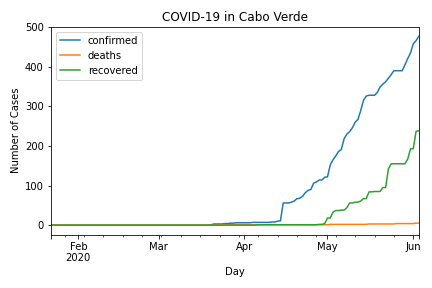 COVID-19 in Cabo Verde
confirmed
deaths
recovered
Number of Cases
500
400
300
200
100
0
Feb
2020
Mar
Apr
May
Jun
Day